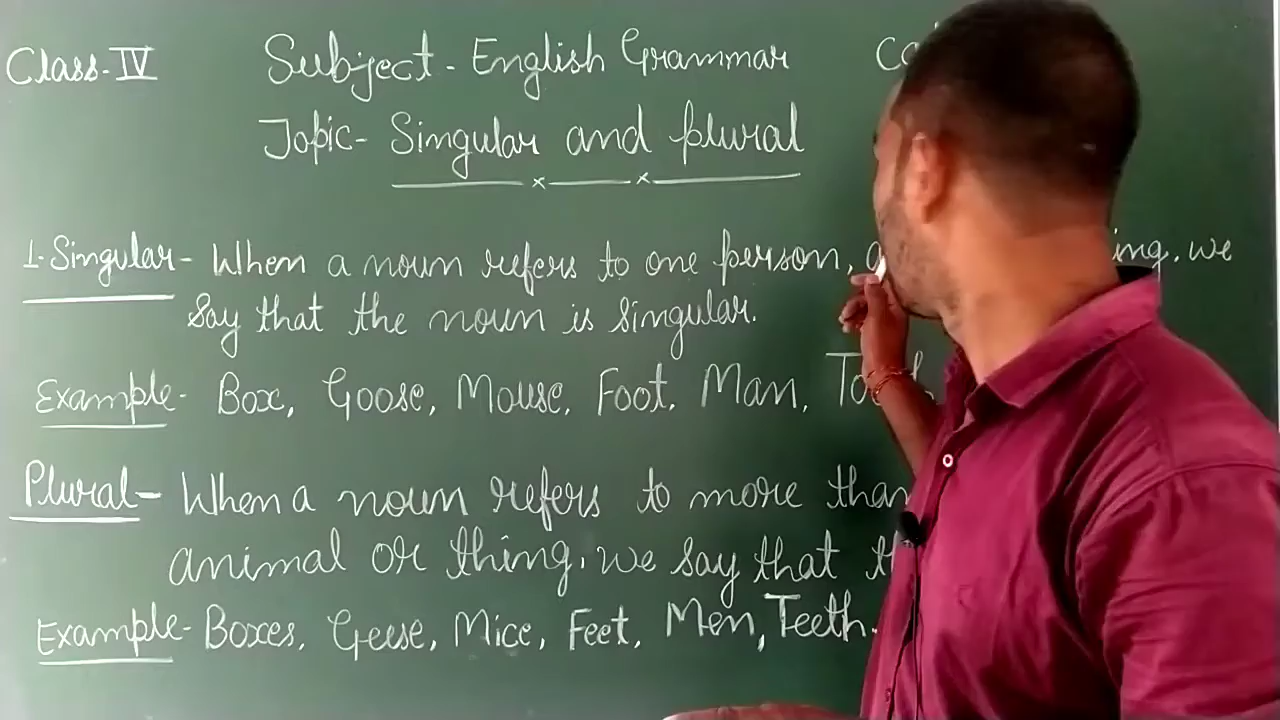 Class-IV
Subject - English Grammar
Topic- Singular and plural
1. Singular- When a noun refers to one person, we
say that the noun is singular.
Example- Box, Goose, Mouse, Foot, Man,
Plural- When a noun refers to more than
animal or thing, we say that
Example- Boxes, Geese, Mice, Feet, Men, Teeth.